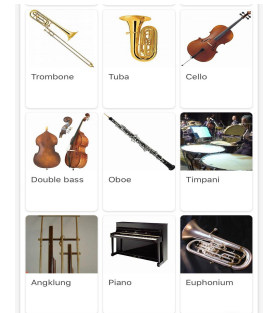 Trombone
Tuba
Cello
Double bass
Oboe
Timpani
Angklung
Piano
Euphonium